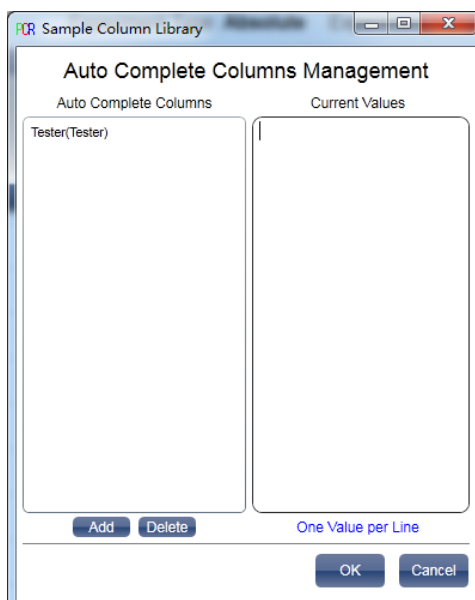 PCR Sample Column Library
Absolute
Auto Complete Columns Management
Auto Complete Columns
Current Values
Tester(Tester)
Add
Delete
One Value per Line
OK
Cancel